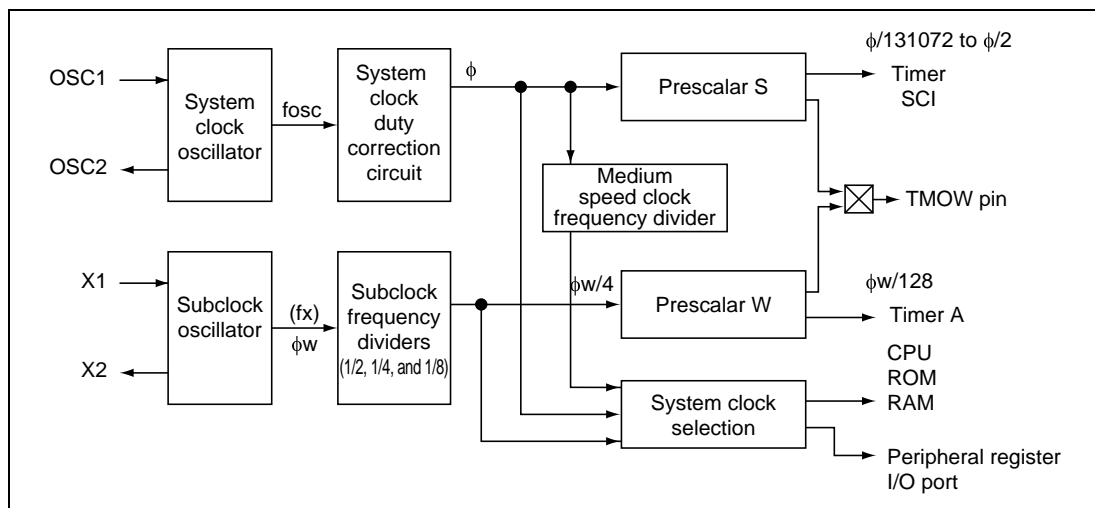 OSC1
OSC2
System
clock
oscillator
fosc
System
clock
duty
correction
circuit
ϕ
Prescalar S
ϕ/131072 to ϕ/2
Timer
SCI
Medium
speed clock
frequency divider
TMOW pin
X1
X2
Subclock
oscillator
(fx)
ϕw
Subclock
frequency
dividers
(1/2, 1/4, and 1/8)
ϕw/4
Prescalar W
ϕw/128
Timer A
System clock
selection
CPU
ROM
RAM
Peripheral register
I/O port